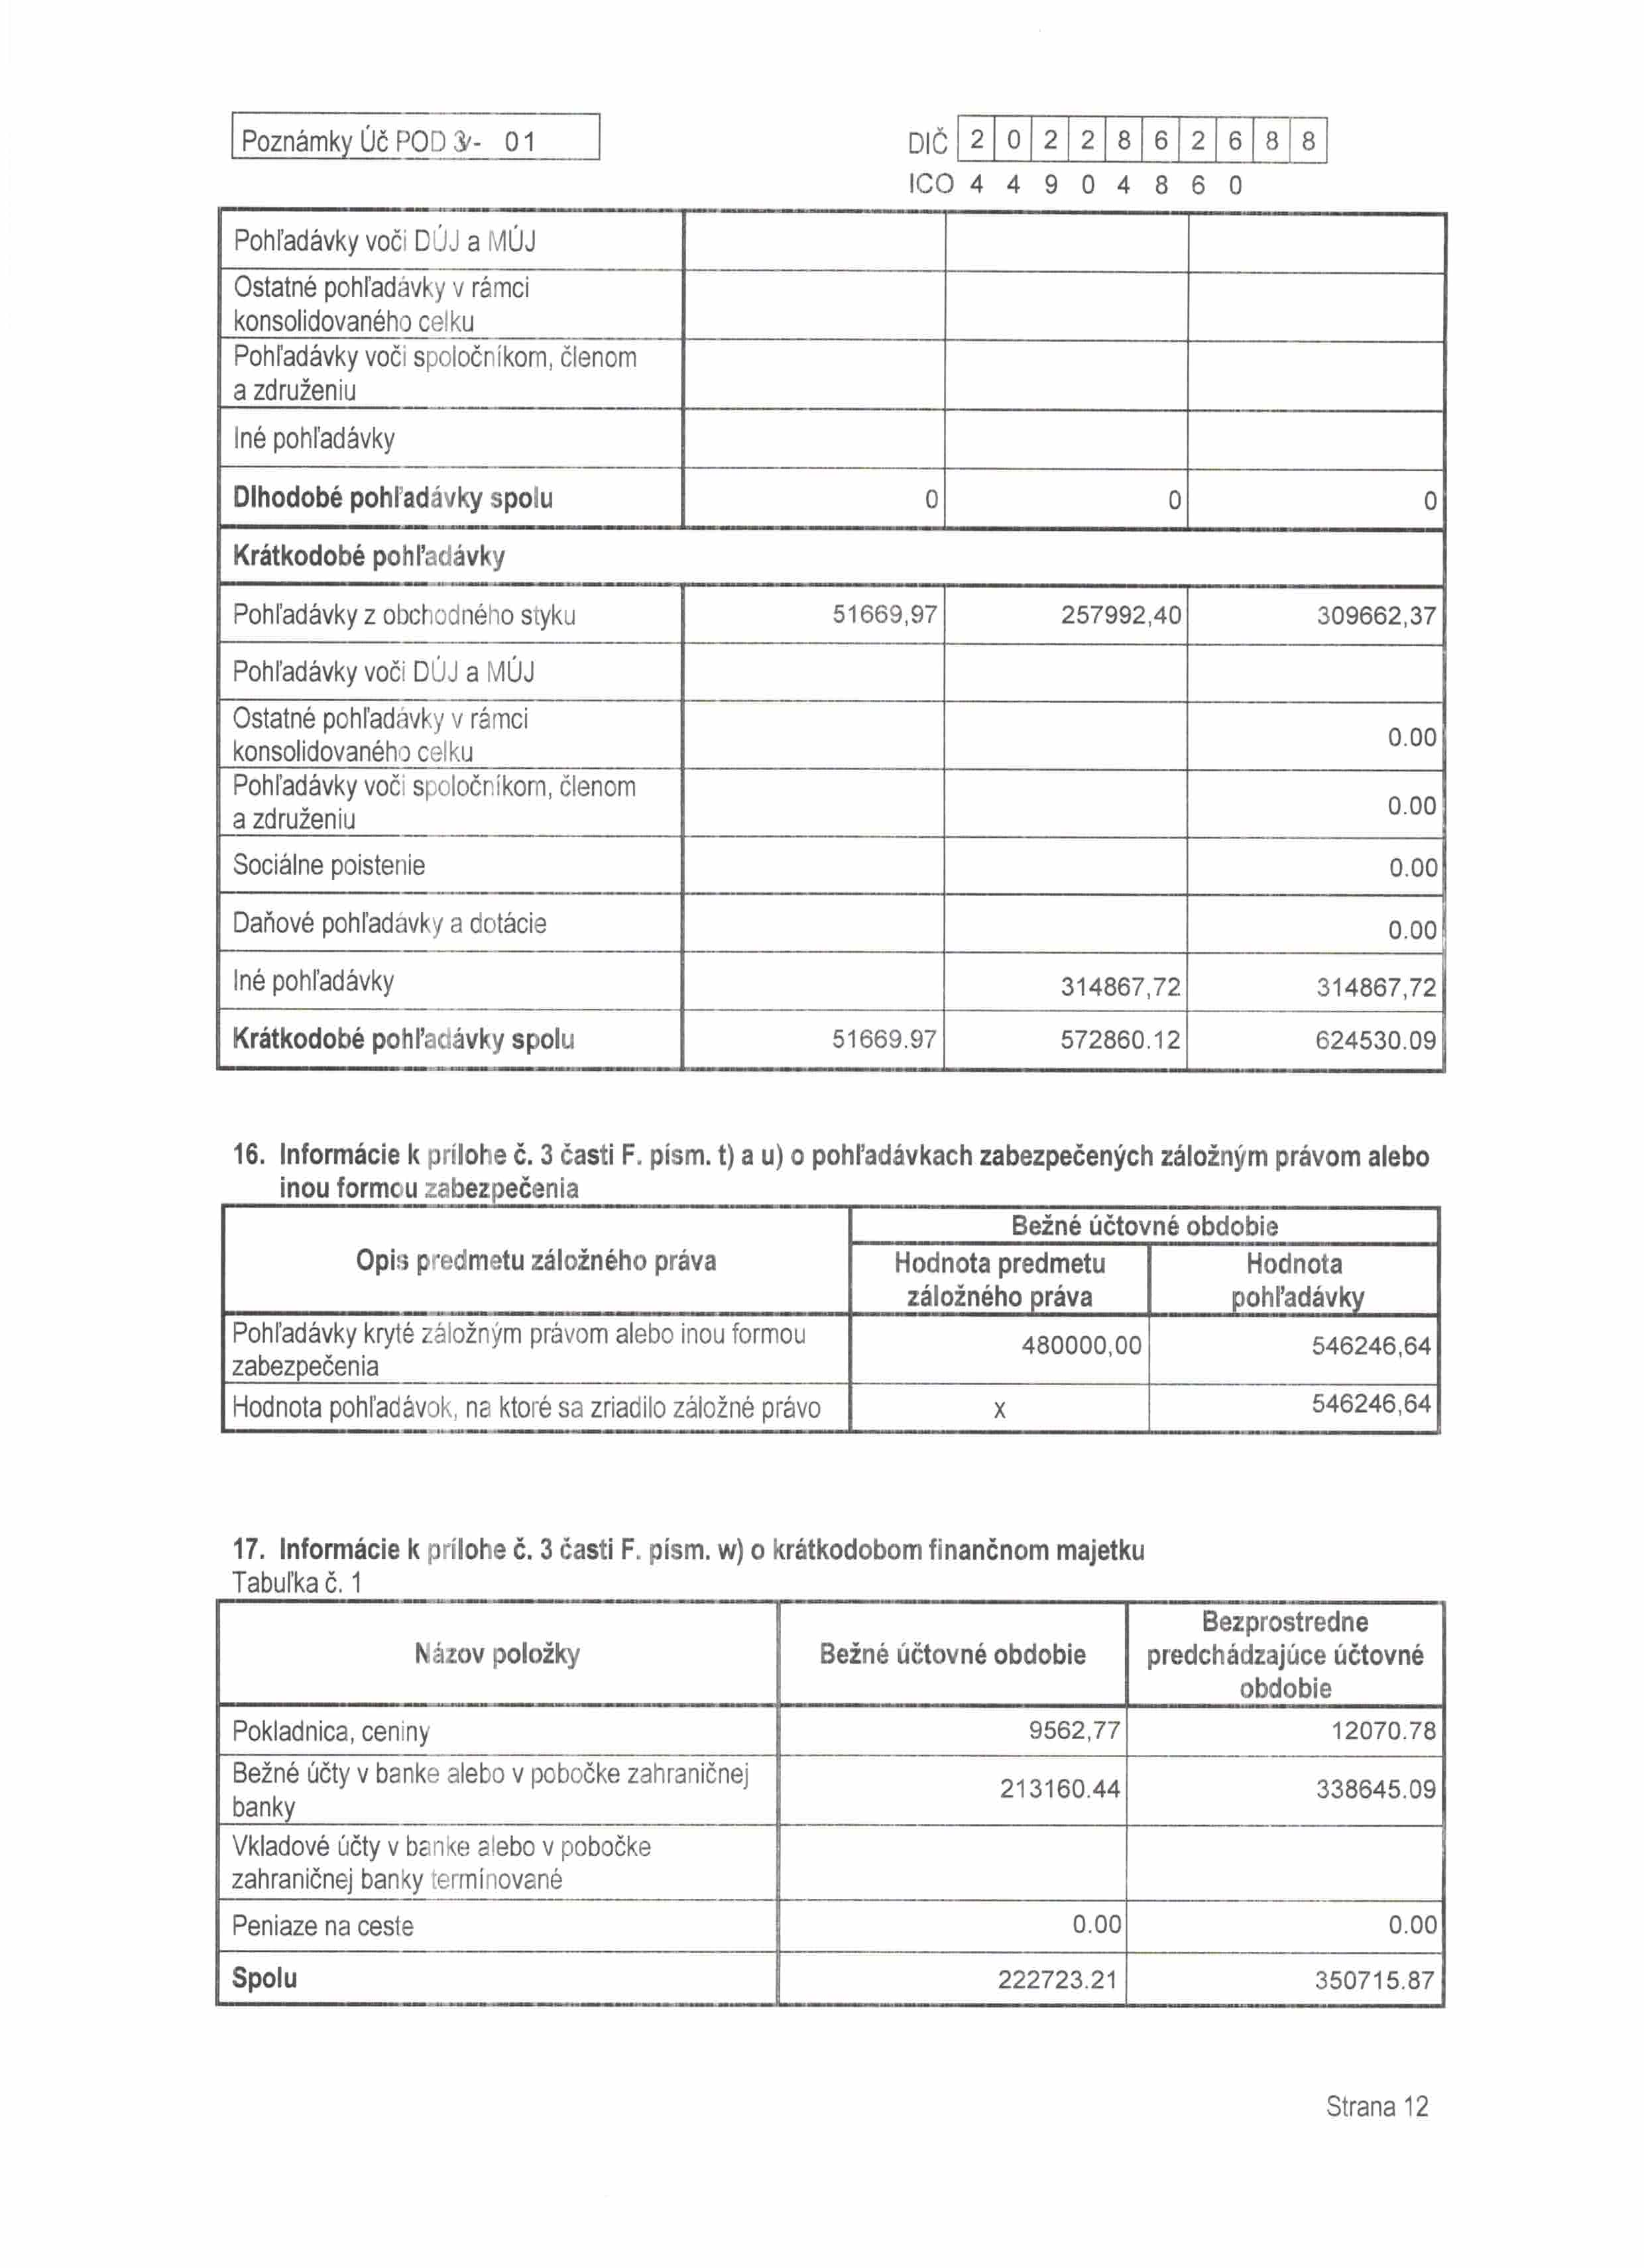 Poznámky Úč POD 3- 01
DIČ 2 0 2 2 8 6 2 6 8 8
ICO 4 4 9 0 4 8 6 0
Pohľadávky voči DÚJ a MÚJ
Ostatné pohľadávky v rámci
konsolidovaného celku
Pohľadávky voči spoločníkom, členom
a združeniu
Iné pohľadávky
Dlhodobé pohľadávky spolu 0 0 0
Krátkodobé pohľadávky
Pohľadávky z obchodného styku 51669,97 257992,40 309662,37
Pohľadávky voči DÚJ a MÚJ
Ostatné pohľadávky v rámci
konsolidovaného celku 0.00
Pohľadávky voči spoločníkom, členom
a združeniu 0.00
Sociálne poistenie 0.00
Daňové pohľadávky a dotácie 0.00
Iné pohľadávky 314867,72 314867,72
Krátkodobé pohľadávky spolu 51669.97 572860.12 624530.09
16. Informácie k prílohe č. 3 časti F. písm. t) a u) o pohľadávkach zabezpečených záložným právom alebo
inou formou zabezpečenia
Opis predmetu záložného práva
Bežné účtovné obdobie
Hodnota predmetu
záložného práva
Hodnota
pohľadávky
Pohľadávky kryté záložným právom alebo inou formou
zabezpečenia 480000,00 546246,64
Hodnota pohľadávok, na ktoré sa zriadilo záložné právo x 546246,64
17. Informácie k prílohe č. 3 časti F. písm. w) o krátkodobom finančnom majetku
Tabuľka č. 1
Názov položky
Bežné účtovné obdobie
Bezprostredne
predchádzajúce účtovné
obdobie
Pokladnica, ceniny 9562,77 12070.78
Bežné účty v banke alebo v pobočke zahraničnej
banky 213160.44 338645.09
Vkladové účty v banke alebo v pobočke
zahraničnej banky termínované
Peniaze na ceste 0.00 0.00
Spolu 222723.21 350715.87
Strana 12